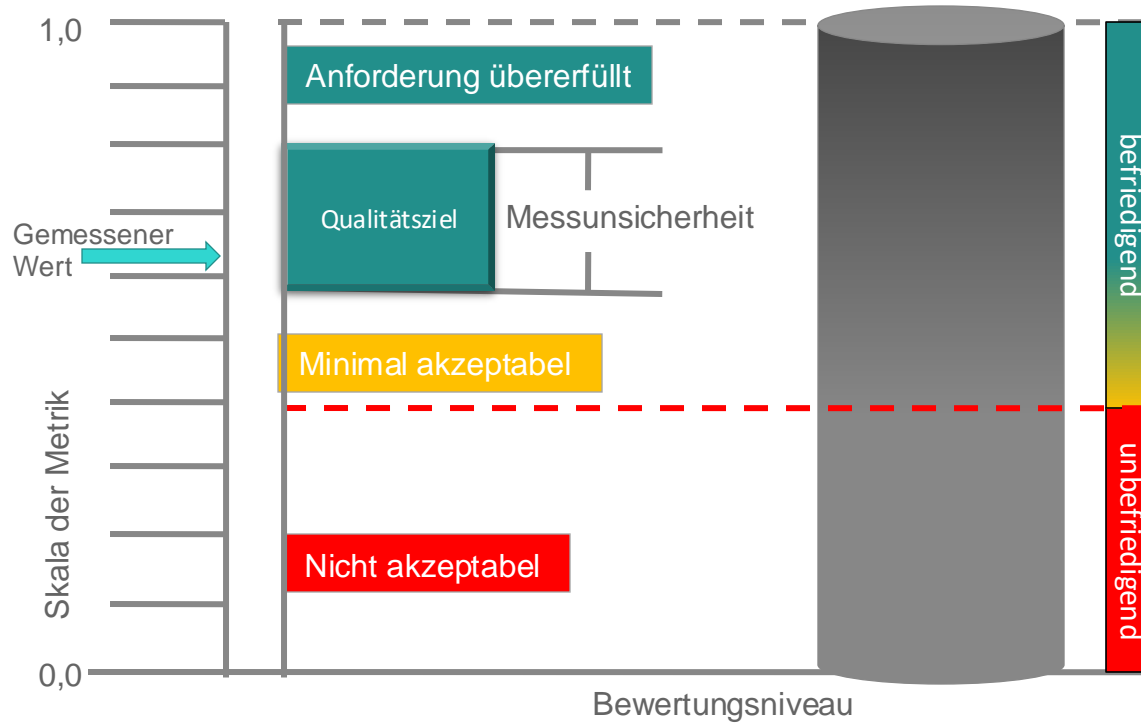 1,0
Anforderung übererfüllt
Qualitätsziel
Messunsicherheit
Gemessener
Wert
Minimal akzeptabel
Skala der Metrik
Nicht akzeptabel
0,0
Bewertungsniveau
befriedigend
unbefriedigend